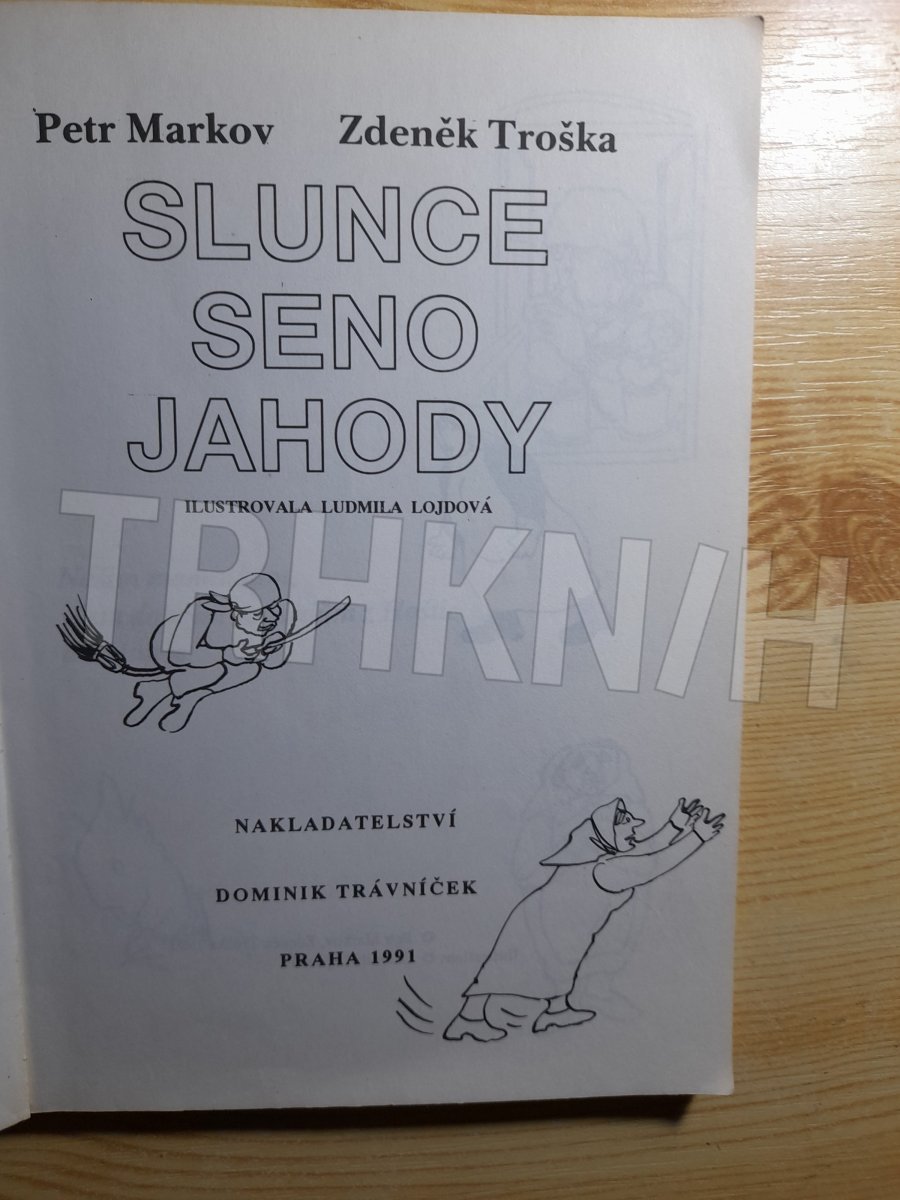 Petr Markov Zdeněk Troška
SLUNCE
SENO
JAHODY
ILUSTROVALA LUDMILA LOJDOVÁ
TRHKNIH
NAKLADATELSTVÍ
DOMINIK TRÁVNÍČEK
PRAHA 1991